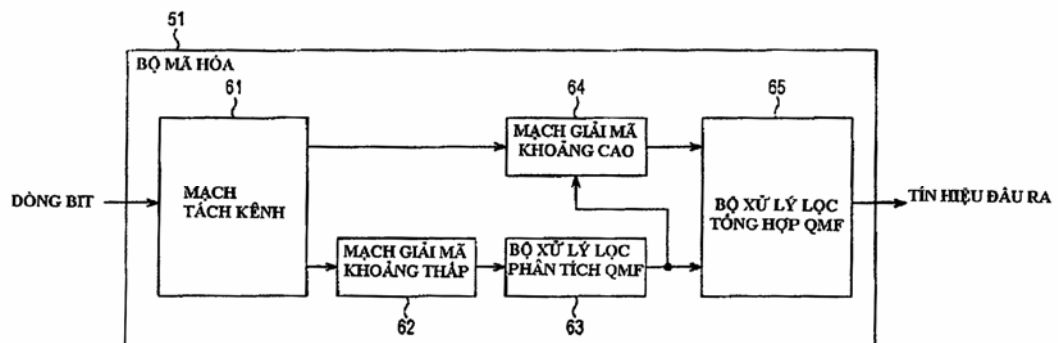 51
BỘ MÃ HÓA
61
64
65
MẠCH GIẢI MÃ
KHOẢNG CAO
DÒNG BIT
MẠCH
TÁCH KÊNH
BỘ XỬ LÝ LỌC
TỔNG HỢP QMF
TÍN HIỆU ĐẦU RA
MẠCH GIẢI MÃ
KHOẢNG THẤP
BỘ XỬ LÝ LỌC
PHÂN TÍCH QMF
62
63